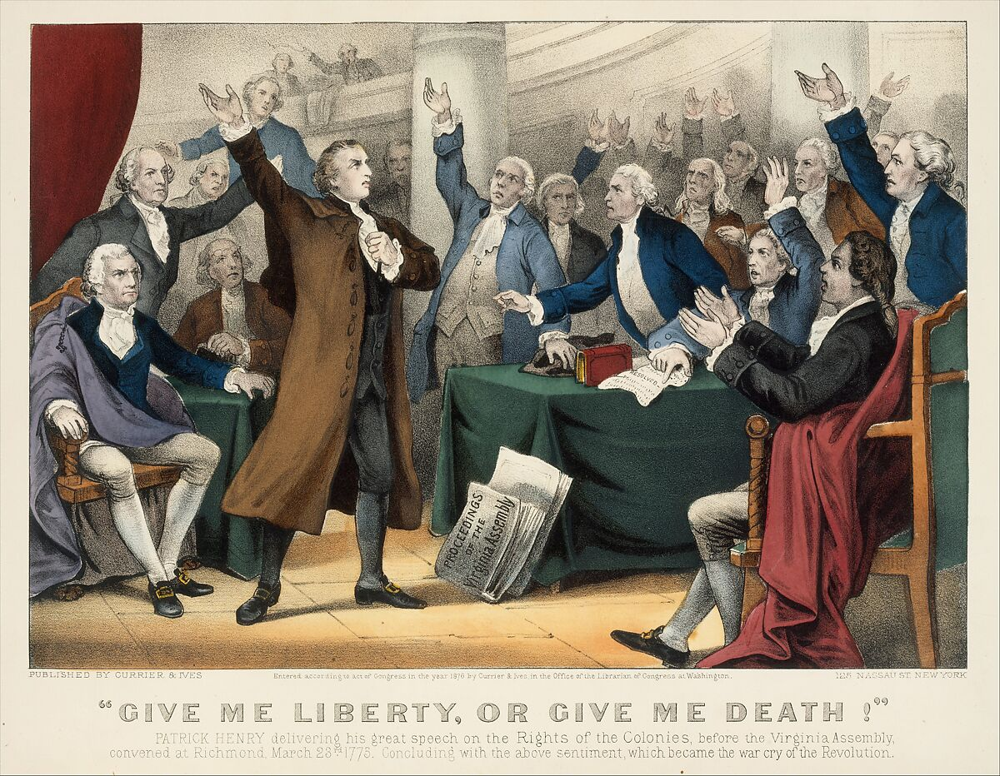 RESOLVED
PROCEEDINGS
OF THE
Virginia Assembly
PUBLISHED BY CURRIER & IVES
Entered according to act of Congress in the year 1876 by Currier & Ives, in the Office of the Librarian of Congress at Washington.
125 NASSAU ST. NEW YORK
“GIVE ME LIBERTY, OR GIVE ME DEATH !”
PATRICK HENRY delivering his great speech on the Rights of the Colonies, before the Virginia Assembly,
convened at Richmond, March 23rd 1775. Concluding with the above sentiment, which became the war cry of the Revolution.